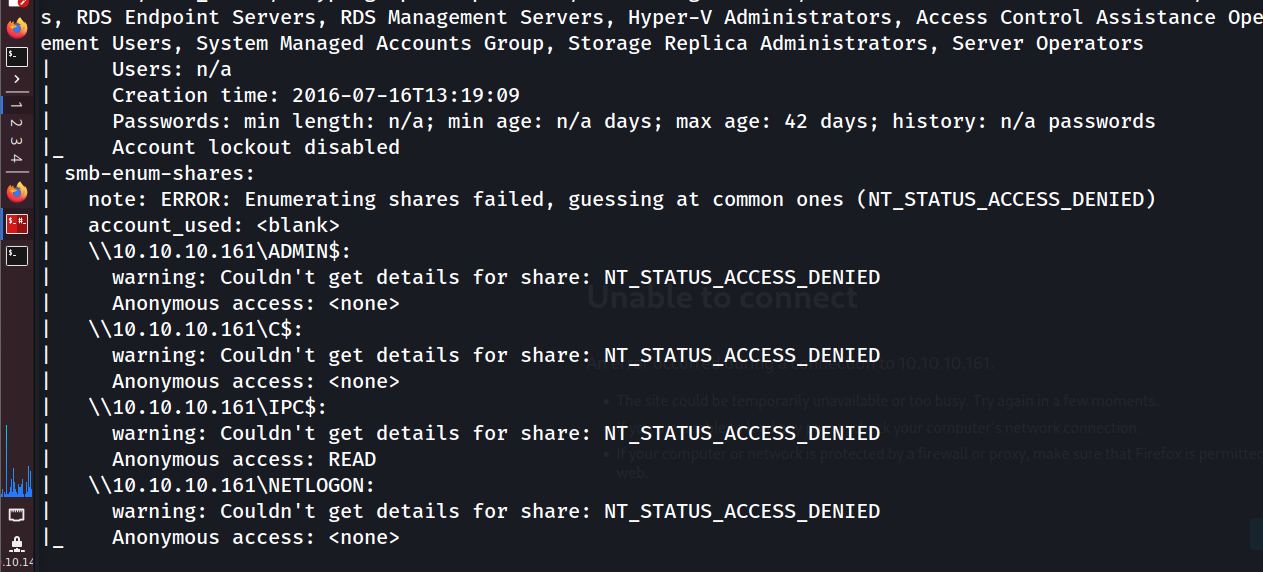 s, RDS Endpoint Servers, RDS Management Servers, Hyper-V Administrators, Access Control Assistance Ope
ement Users, System Managed Accounts Group, Storage Replica Administrators, Server Operators
|     Users: n/a
|     Creation time: 2016-07-16T13:19:09
|     Passwords: min length: n/a; min age: n/a days; max age: 42 days; history: n/a passwords
|_    Account lockout disabled
| smb-enum-shares:
|   note: ERROR: Enumerating shares failed, guessing at common ones (NT_STATUS_ACCESS_DENIED)
|   account_used: <blank>
|   \\10.10.10.161\ADMIN$:
|     warning: Couldn't get details for share: NT_STATUS_ACCESS_DENIED
|     Anonymous access: <none>
|   \\10.10.10.161\C$:
|     warning: Couldn't get details for share: NT_STATUS_ACCESS_DENIED
|     Anonymous access: <none>
|   \\10.10.10.161\IPC$:
|     warning: Couldn't get details for share: NT_STATUS_ACCESS_DENIED
|     Anonymous access: READ
|   \\10.10.10.161\NETLOGON:
|     warning: Couldn't get details for share: NT_STATUS_ACCESS_DENIED
|_    Anonymous access: <none>
Unable to connect
to 10.10.10.161.
The site could be temporarily unavailable or too busy. Try again in a few moments.
your computer's network connection
If your computer or network is protected by a firewall or proxy, make sure that Firefox is permitted
web.
1
2
3
4
.10.14